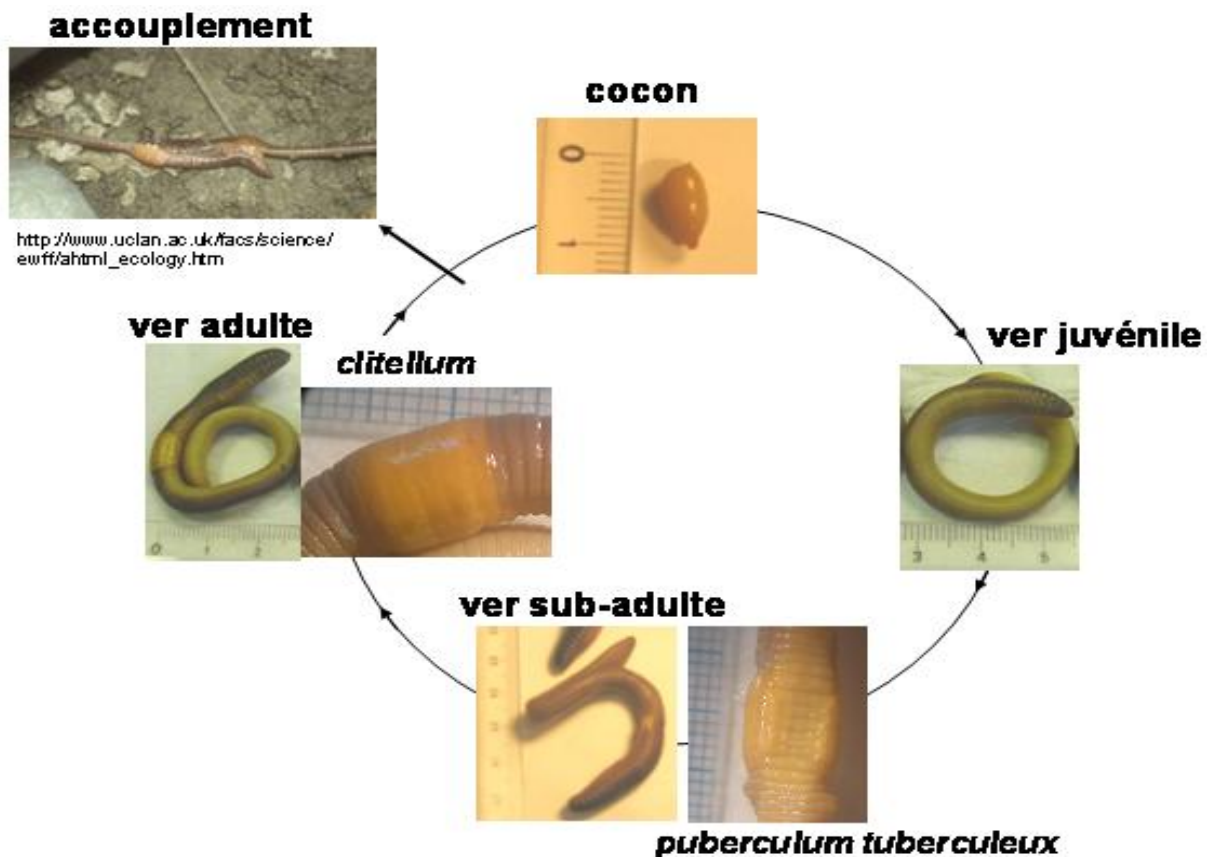 accouplement
cocon
0
1
http://www.uclan.ac.uk/facs/science/
ewff/ahtml_ecology.htm
ver adulte
clitellum
ver juvénile
0 1 2
3 4 5
ver sub-adulte
puberculum tuberculeux